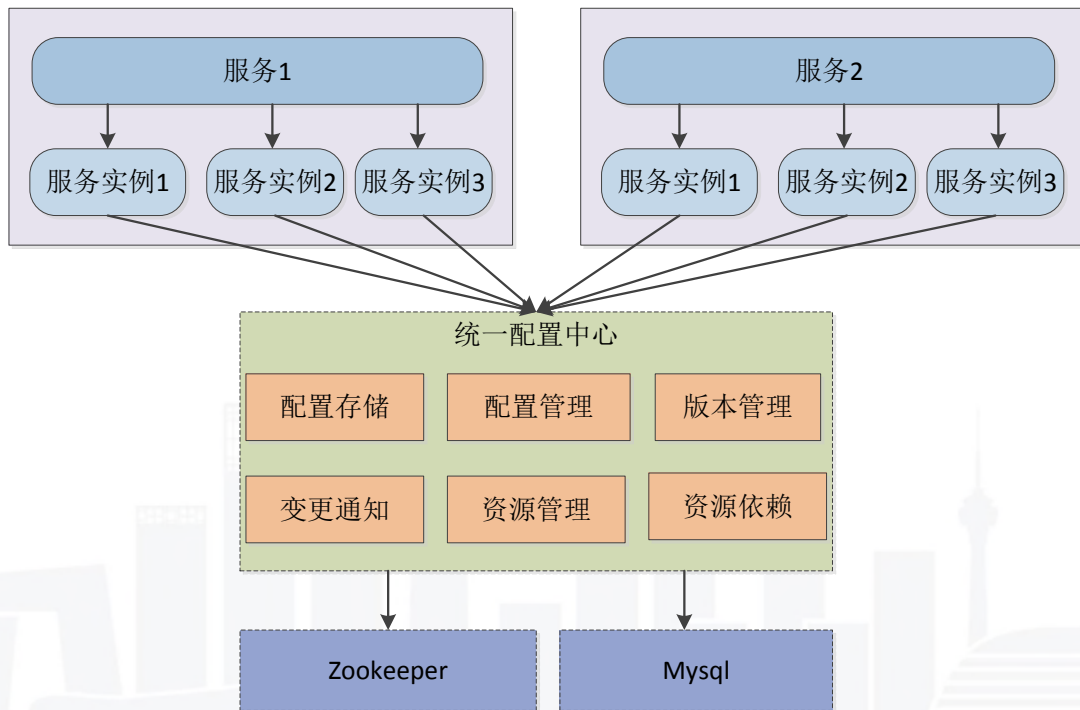 服务1
服务2
服务实例1
服务实例2
服务实例3
服务实例1
服务实例2
服务实例3
统一配置中心
配置存储
配置管理
版本管理
变更通知
资源管理
资源依赖
Zookeeper
Mysql